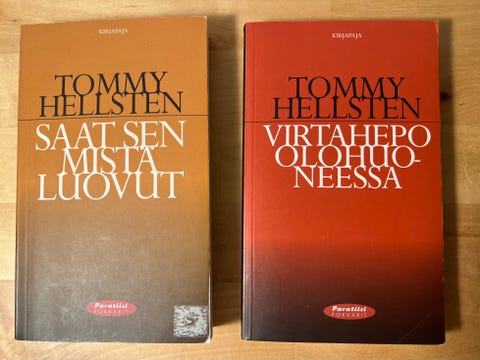 KIRJAPAJA
TOMMY
HELLSTEN
SAAT SEN
MISTÄ
LUOVUT
Paratiisi
POKKARIT
KIRJAPAJA
TOMMY
HELLSTEN
VIRTAHEPO
OLOHUO-
NEESSA
Paratiisi
POKKARIT